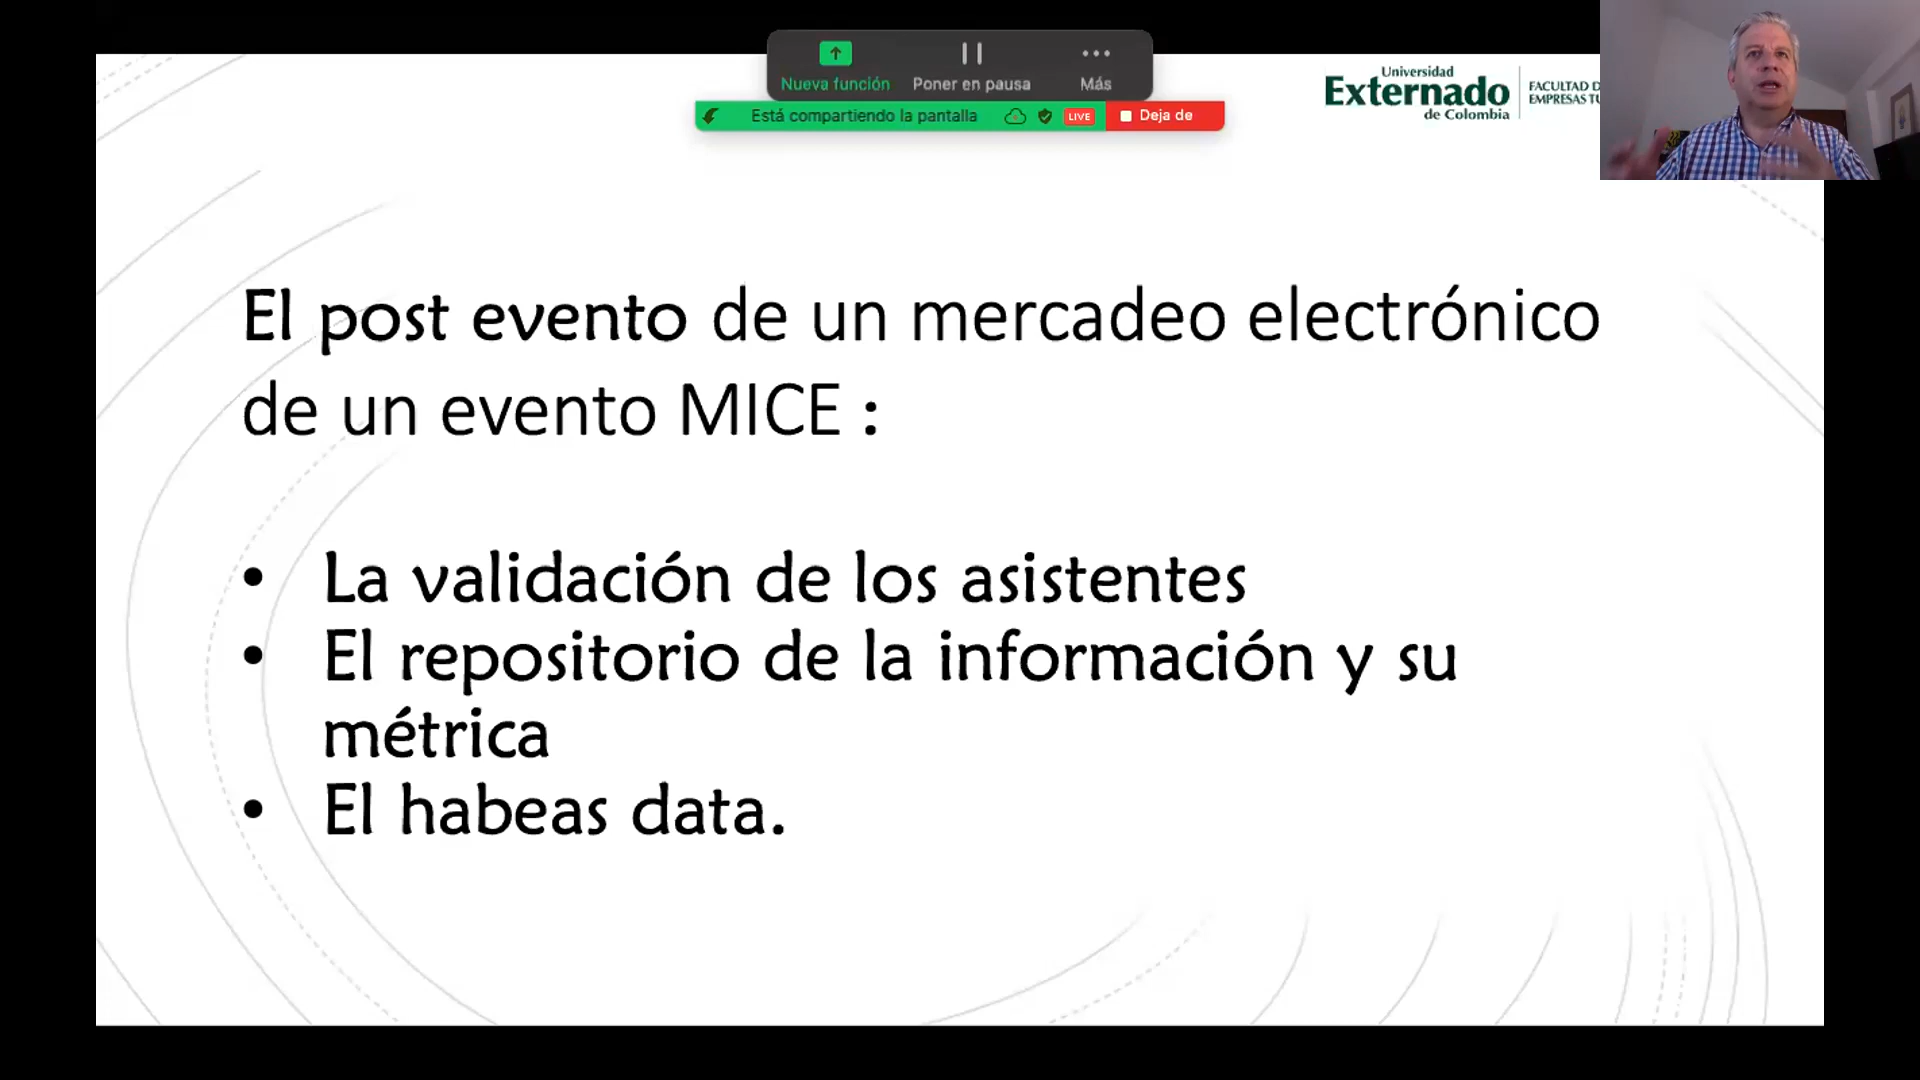 Nueva función
Poner en pausa
Más
Está compartiendo la pantalla
LIVE
Deja de
Universidad
Externado
de Colombia
FACULTAD
EMPRESAS
El post evento de un mercadeo electrónico
de un evento MICE :
• La validación de los asistentes
• El repositorio de la información y su
métrica
• El habeas data.